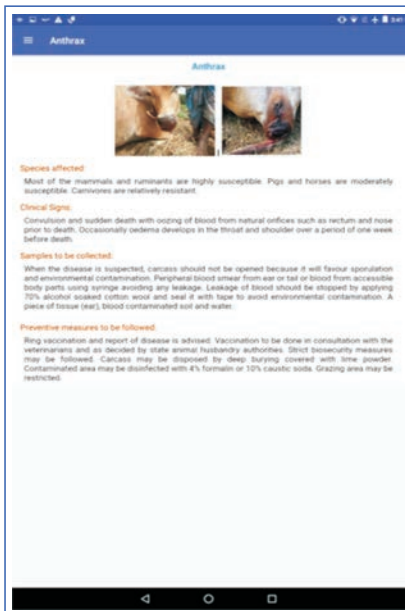 3:41
Anthrax
Anthrax
Species affected:
Most of the mammals and ruminants are highly susceptible. Pigs and horses are moderately
susceptible. Carnivores are relatively resistant.
Clinical Signs:
Convulsion and sudden death with oozing of blood from natural orifices such as rectum and nose
prior to death. Occasionally oedema develops in the throat and shoulder over a period of one week
before death.
Samples to be collected:
When the disease is suspected, carcass should not be opened because it will favour sporulation
and environmental contamination. Peripheral blood smear from ear or tail or blood from accessible
body parts using syringe avoiding any leakage. Leakage of blood should be stopped by applying
70% alcohol soaked cotton wool and seal it with tape to avoid environmental contamination. A
piece of tissue (ear), blood contaminated soil and water.
Preventive measures to be followed:
Ring vaccination and report of disease is advised. Vaccination to be done in consultation with the
veterinarians and as decided by state animal husbandry authorities. Strict biosecurity measures
may be followed. Carcass may be disposed by deep burying covered with lime powder.
Contaminated area may be disinfected with 4% formalin or 10% caustic soda. Grazing area may be
restricted.